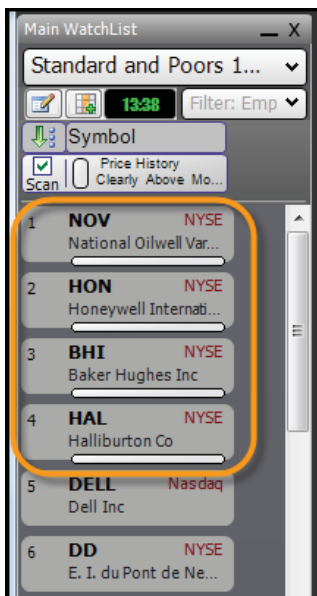 Main WatchList
Standard and Poors 1...
13:38 Filter: Emp
Symbol
Scan Price History
Clearly Above Mo...
1 NOV NYSE
National Oilwell Var...
2 HON NYSE
Honeywell Internati...
3 BHI NYSE
Baker Hughes Inc
4 HAL NYSE
Halliburton Co
5 DELL Nasdaq
Dell Inc
6 DD NYSE
E. I. du Pont de Ne...